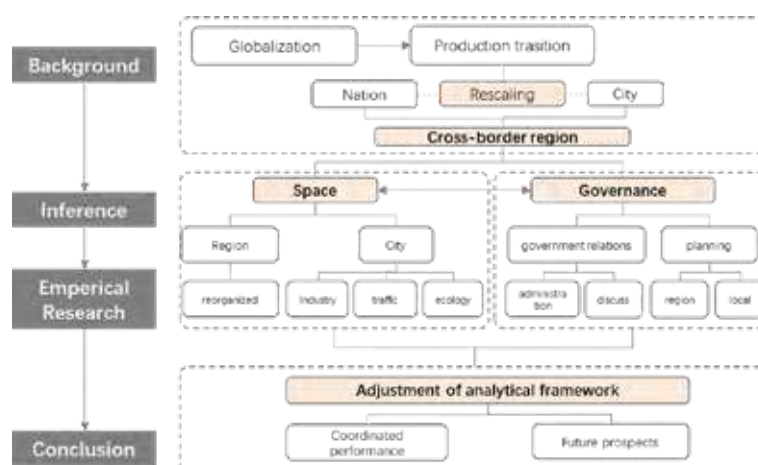 Background
Globalization
Production trasition
Nation
Rescaling
City
Cross-border region
Inference
Space
Governance
Region
City
government relations
planning
Emperical
Research
reorganized
Industry
traffic
ecology
administra
tion
discuss
region
local
Adjustment of analytical framework
Conclusion
Coordinated
performance
Future prospects